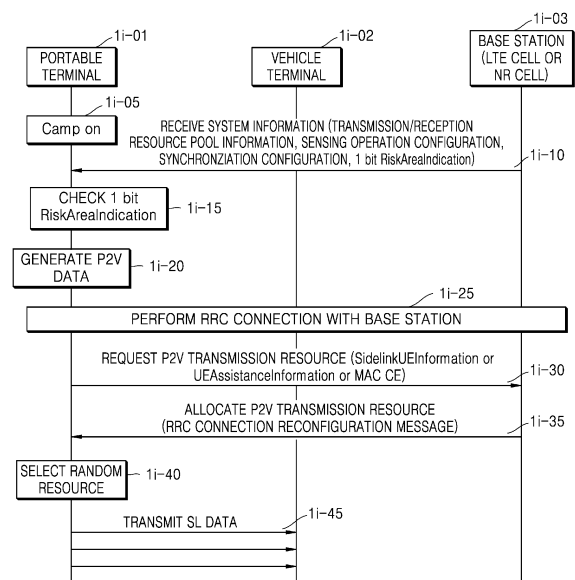 1i-01
1i-02
1i-03
PORTABLE
TERMINAL
VEHICLE
TERMINAL
BASE STATION
(LTE CELL OR
NR CELL)
1i-05
Camp on
RECEIVE SYSTEM INFORMATION (TRANSMISSION/RECEPTION
RESOURCE POOL INFORMATION, SENSING OPERATION CONFIGURATION,
SYNCHRONZIATION CONFIGURATION, 1 bit RiskAreaIndication)
1i-10
CHECK 1 bit
RiskAreaIndication
1i-15
GENERATE P2V
DATA
1i-20
1i-25
PERFORM RRC CONNECTION WITH BASE STATION
REQUEST P2V TRANSMISSION RESOURCE (SidelinkUEInformation or
UEAssistanceInformation or MAC CE)
1i-30
ALLOCATE P2V TRANSMISSION RESOURCE
(RRC CONNECTION RECONFIGURATION MESSAGE)
1i-35
SELECT RANDOM
RESOURCE
1i-40
TRANSMIT SL DATA
1i-45